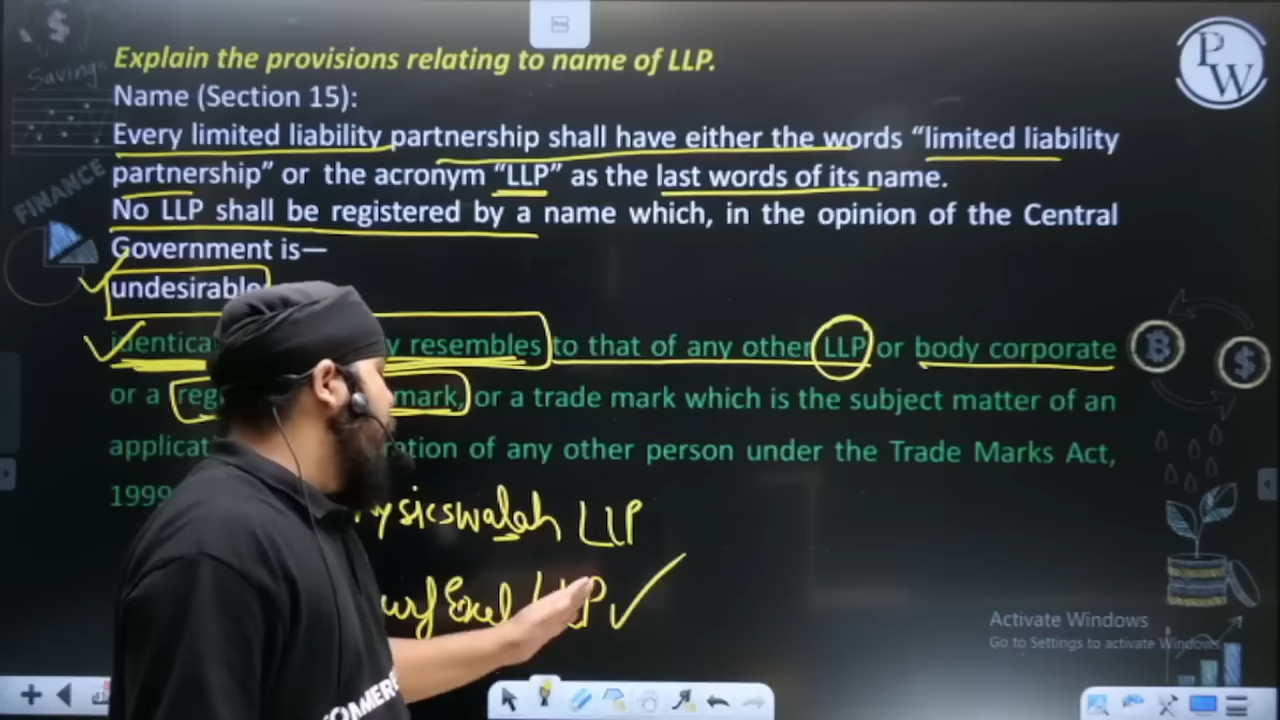 Explain the provisions relating to name of LLP.
Savings
P
W
Name (Section 15):
Every limited liability partnership shall have either the words “limited liability
partnership” or the acronym “LLP” as the last words of its name.
FINANCE
No LLP shall be registered by a name which, in the opinion of the Central
Government is—
undesirable
resembles to that of any other LLP or body corporate
or a mark, or a trade mark which is the subject matter of an
of any other person under the Trade Marks Act,
1999
LLP
Activate Windows
Go to Settings to activate Windows.